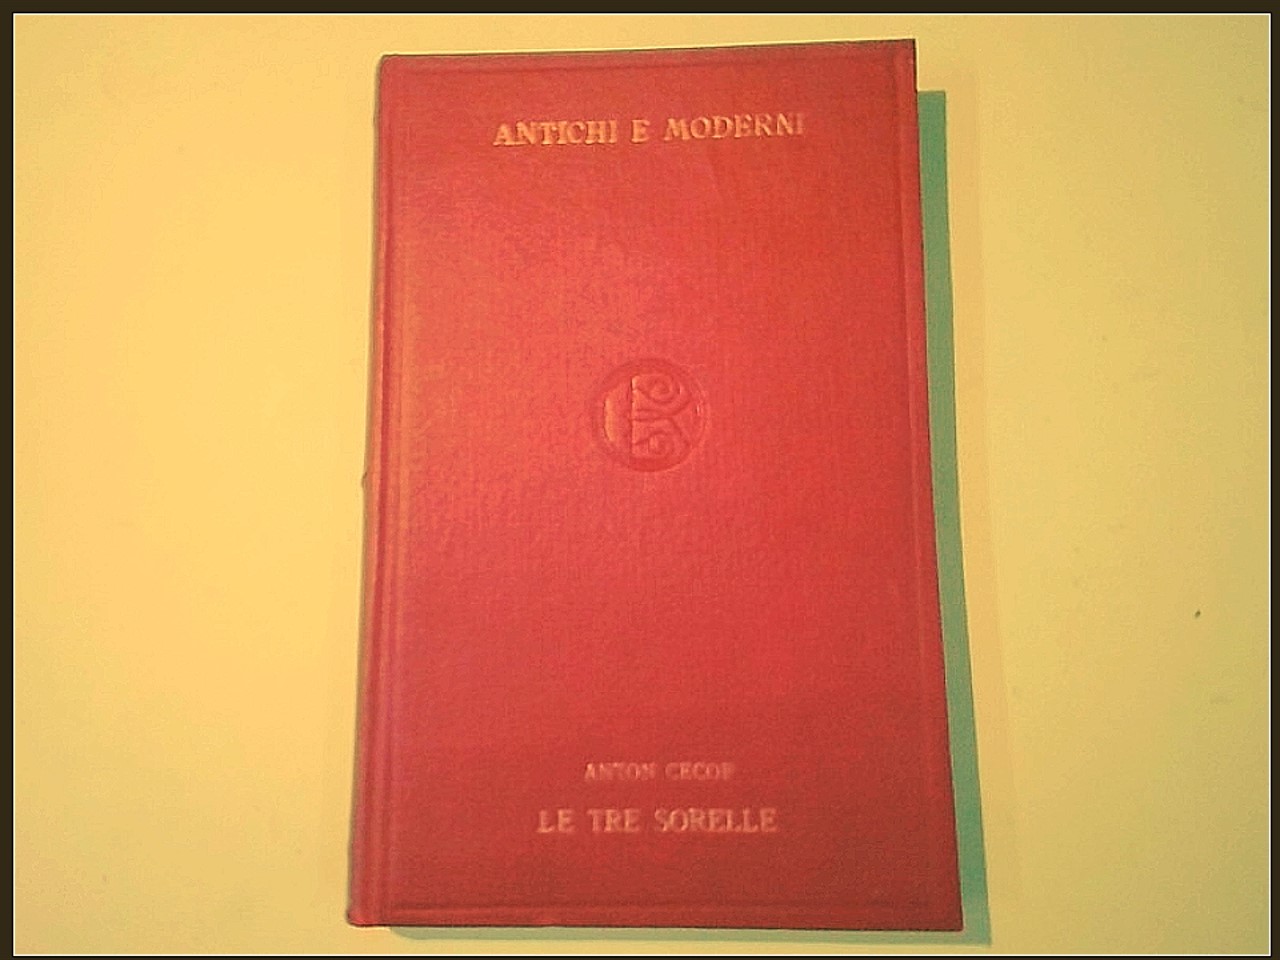 ANTICHI E MODERNI
ANTON CECOF
LE TRE SORELLE